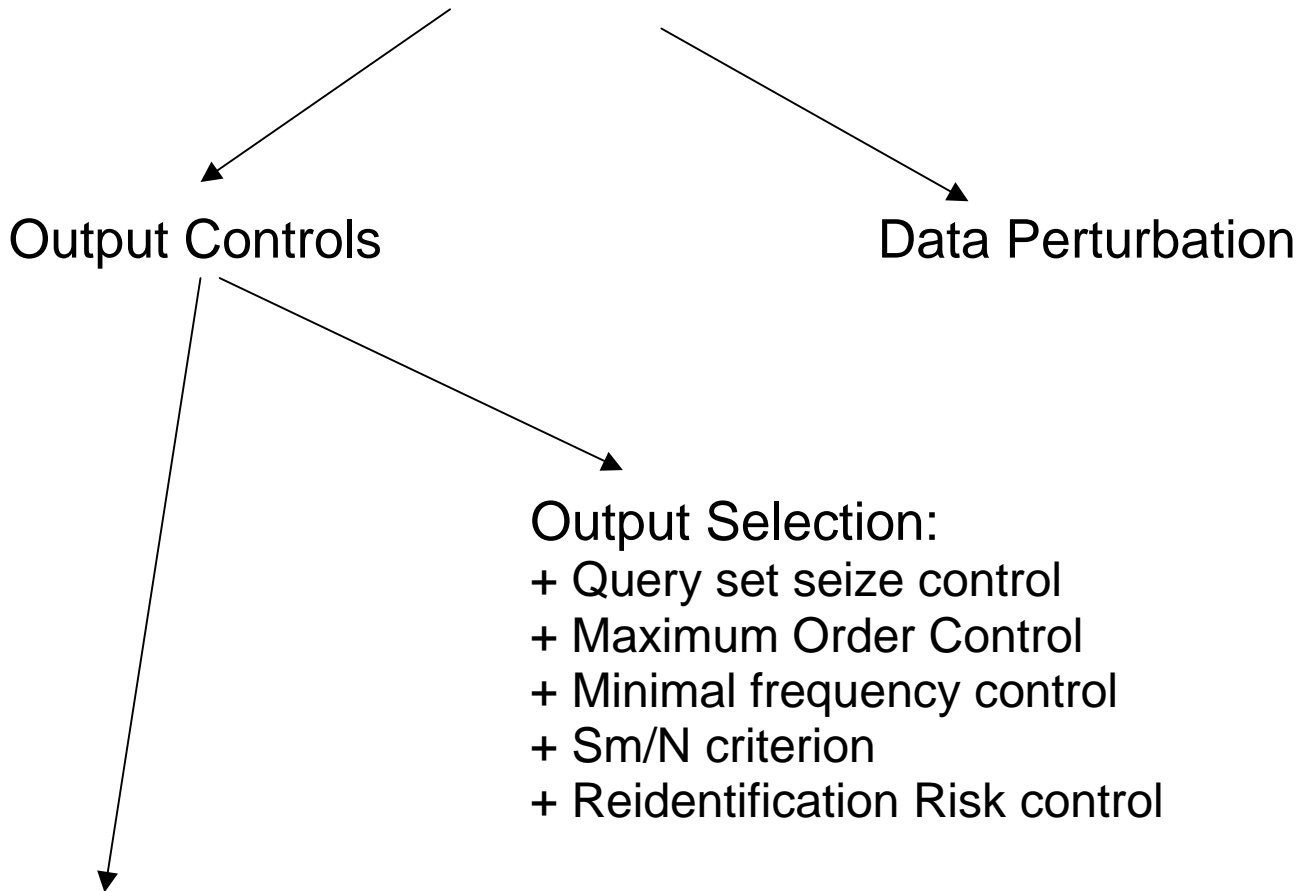 Output Controls
Data Perturbation
Output Selection:
+ Query set seize control
+ Maximum Order Control
+ Minimal frequency control
+ Sm/N criterion
+ Reidentification Risk control